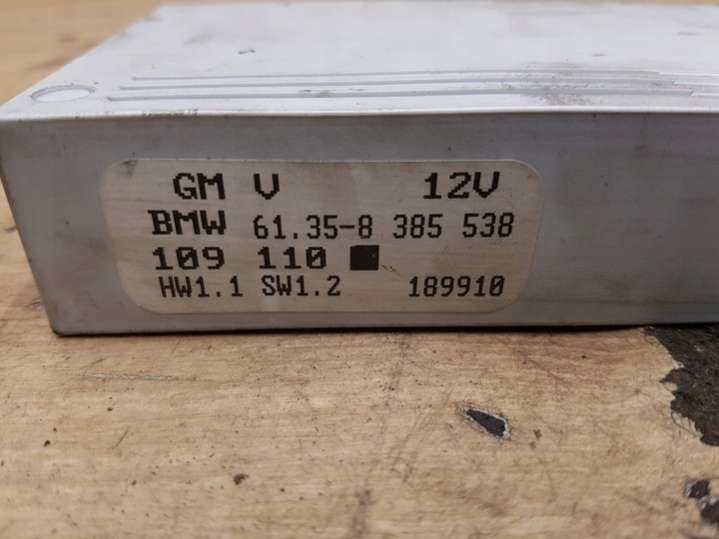 GM V 12V
BMW 61.35-8 385 538
109 110 ■
HW1.1 SW1.2 189910